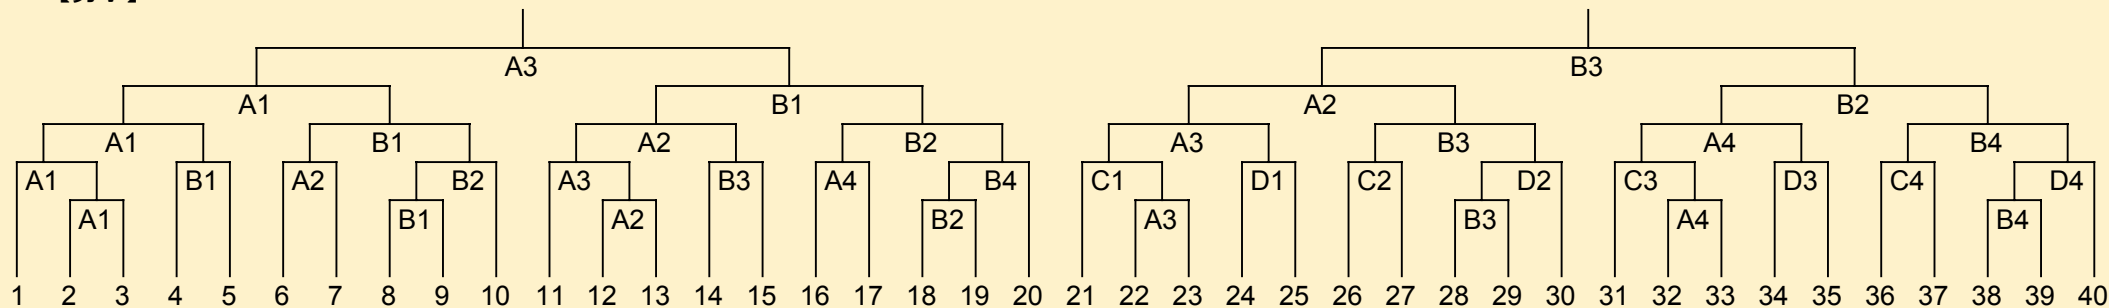 A3 B3
A1 B1 A2 B2
A1 B1 A2 B2 A3 B3 A4 B4
A1 B1 A2 B2 A3 B3 A4 B4 C1 D1 C2 D2 C3 D3 C4 D4
A1 B1 A2 B2 A3 B3 A4 B4
1 2 3 4 5 6 7 8 9 10 11 12 13 14 15 16 17 18 19 20 21 22 23 24 25 26 27 28 29 30 31 32 33 34 35 36 37 38 39 40